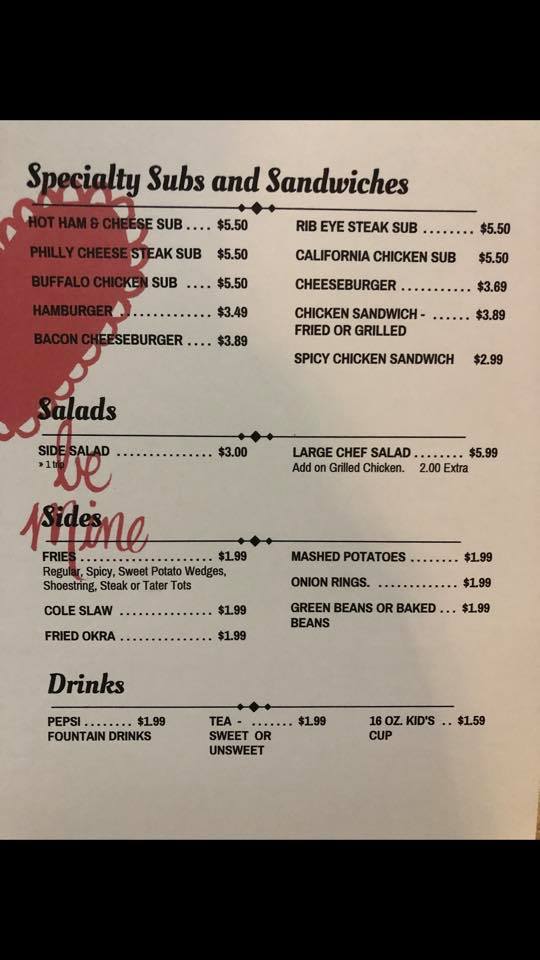 Specialty Subs and Sandwiches
HOT HAM & CHEESE SUB .... $5.50
PHILLY CHEESE STEAK SUB $5.50
BUFFALO CHICKEN SUB .... $5.50
HAMBURGER ............. $3.49
BACON CHEESEBURGER .... $3.89
RIB EYE STEAK SUB ........ $5.50
CALIFORNIA CHICKEN SUB $5.50
CHEESEBURGER ........... $3.69
CHICKEN SANDWICH - ...... $3.89
FRIED OR GRILLED
SPICY CHICKEN SANDWICH $2.99
Salads
SIDE SALAD .............. $3.00
» 1 trip
LARGE CHEF SALAD ........ $5.99
Add on Grilled Chicken. 2.00 Extra
be
mine
Sides
FRIES .................... $1.99
Regular, Spicy, Sweet Potato Wedges,
Shoestring, Steak or Tater Tots
COLE SLAW .............. $1.99
FRIED OKRA ............. $1.99
MASHED POTATOES ........ $1.99
ONION RINGS. ............ $1.99
GREEN BEANS OR BAKED ... $1.99
BEANS
Drinks
PEPSI ........ $1.99
FOUNTAIN DRINKS
TEA - ....... $1.99
SWEET OR
UNSWEET
16 OZ. KID'S .. $1.59
CUP